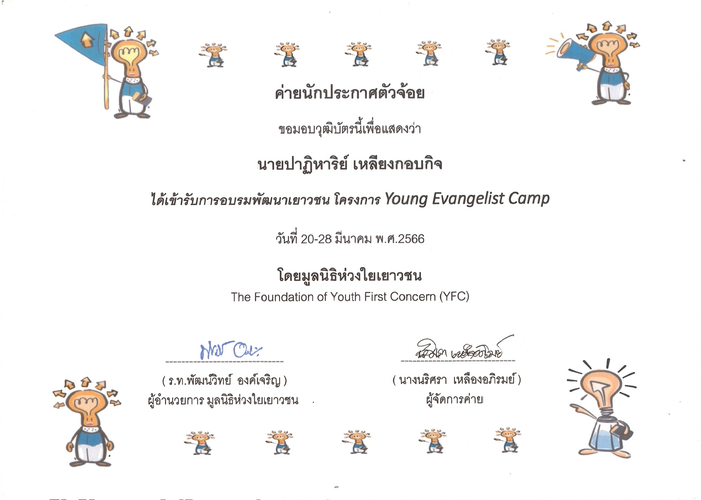 ค่ายนักประกาศตัวจ้อย
ขอมอบวุฒิบัตรนี้เพื่อแสดงว่า
นายปาฏิหาริย์ เหลียงกอบกิจ
ได้เข้ารับการอบรมพัฒนาเยาวชน โครงการ Young Evangelist Camp
วันที่ 20-28 มีนาคม พ.ศ.2566
โดยมูลนิธิห่วงใยเยาวชน
The Foundation of Youth First Concern (YFC)
( ร.ท.พัฒน์วิทย์ องค์เจริญ )
ผู้อำนวยการ มูลนิธิห่วงใยเยาวชน
( นางนริศรา เหลืองอภิรมย์ )
ผู้จัดการค่าย